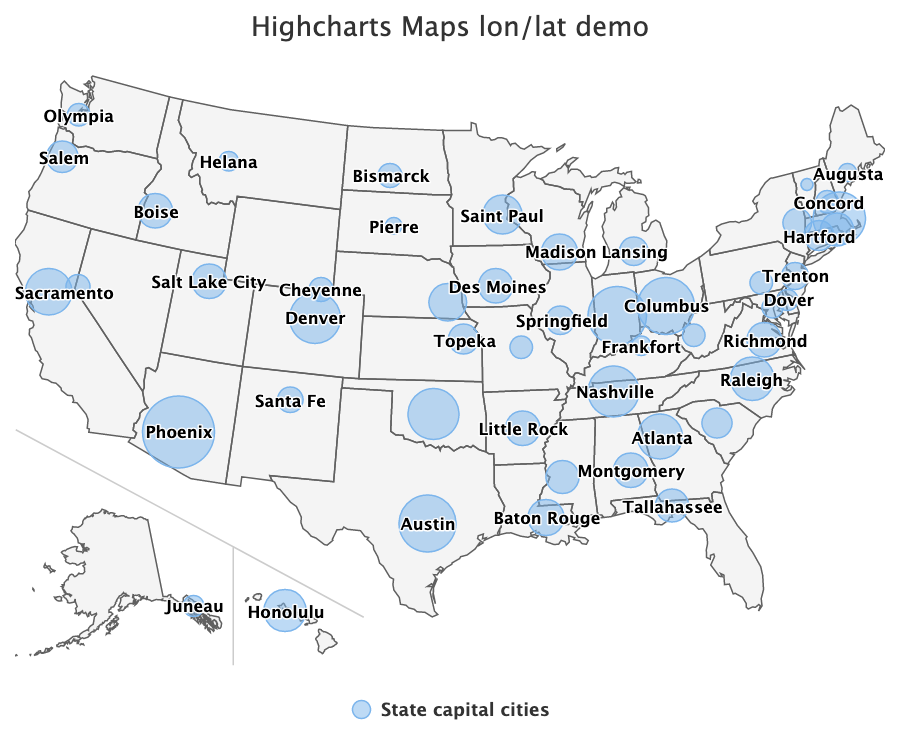 Highcharts Maps lon/lat demo
Olympia
Salem
Helana
Bismarck
Augusta
Boise
Pierre
Saint Paul
Concord
Hartford
Madison
Lansing
Sacramento
Salt Lake City
Cheyenne
Des Moines
Trenton
Denver
Columbus
Dover
Topeka
Springfield
Frankfort
Richmond
Santa Fe
Nashville
Raleigh
Phoenix
Little Rock
Atlanta
Montgomery
Austin
Baton Rouge
Tallahassee
Juneau
Honolulu
State capital cities